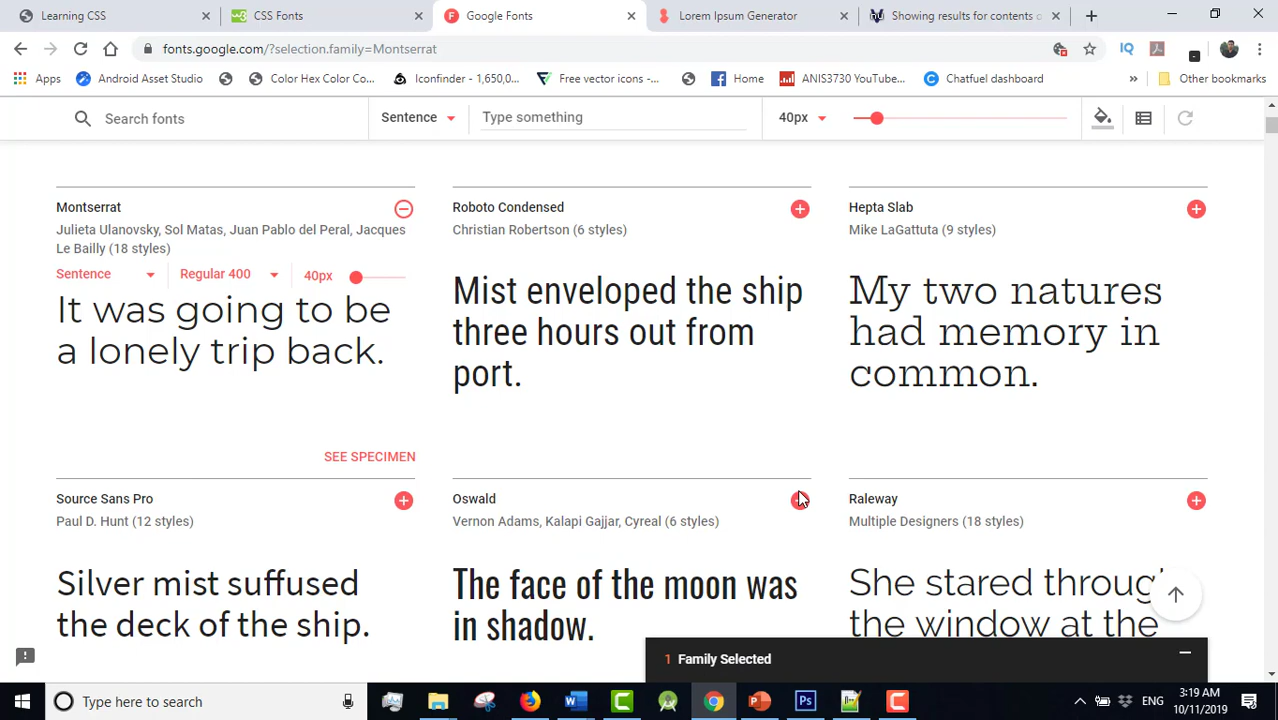 Learning CSS
CSS Fonts
Google Fonts
Lorem Ipsum Generator
Showing results for contents o
fonts.google.com/?selection.family=Montserrat
Apps
Android Asset Studio
Color Hex Color Co...
Iconfinder - 1,650,0...
Free vector icons -...
Home
ANIS3730 YouTube...
Chatfuel dashboard
Other bookmarks
Search fonts
Sentence
Type something
40px
Montserrat
Julieta Ulanovsky, Sol Matas, Juan Pablo del Peral, Jacques
Le Bailly (18 styles)
Sentence
Regular 400
40px
It was going to be
a lonely trip back.
SEE SPECIMEN
Roboto Condensed
Christian Robertson (6 styles)
Mist enveloped the ship
three hours out from
port.
Hepta Slab
Mike LaGattuta (9 styles)
My two natures
had memory in
common.
Source Sans Pro
Paul D. Hunt (12 styles)
Silver mist suffused
the deck of the ship.
Oswald
Vernon Adams, Kalapi Gajjar, Cyreal (6 styles)
The face of the moon was
in shadow.
Raleway
Multiple Designers (18 styles)
She stared through
the window at the
1 Family Selected
Type here to search
ENG
3:19 AM
10/11/2019